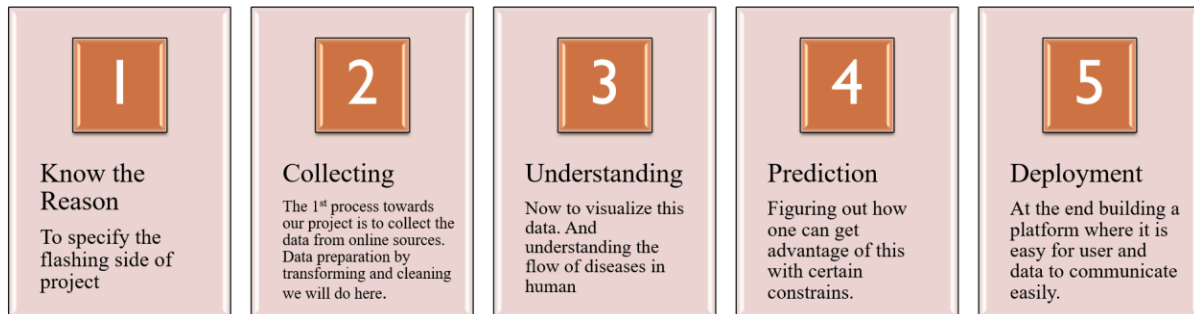 1
Know the
Reason
To specify the
flashing side of
project
2
Collecting
The 1st process towards
our project is to collect the
data from online sources.
Data preparation by
transforming and cleaning
we will do here.
3
Understanding
Now to visualize this
data. And
understanding the
flow of diseases in
human
4
Prediction
Figuring out how
one can get
advantage of this
with certain
constrains.
5
Deployment
At the end building a
platform where it is
easy for user and
data to communicate
easily.